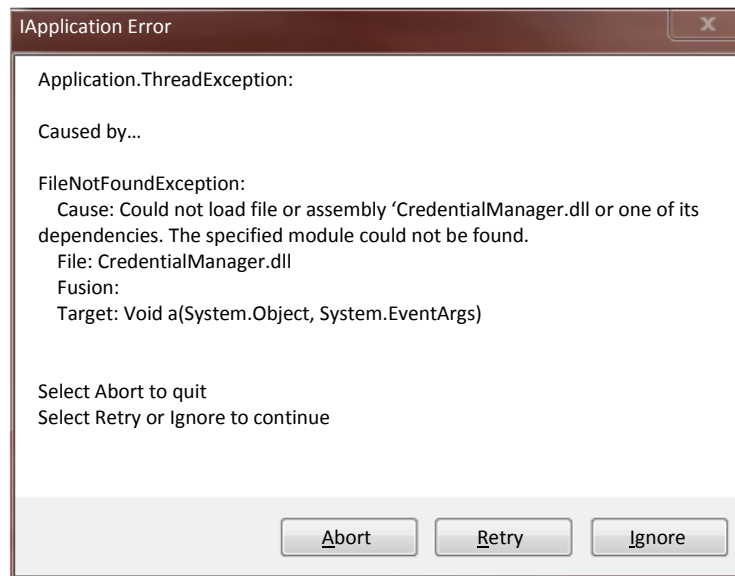 IApplication Error
x
Application.ThreadException:
Caused by…
FileNotFoundException:
Cause: Could not load file or assembly ‘CredentialManager.dll or one of its
dependencies. The specified module could not be found.
File: CredentialManager.dll
Fusion:
Target: Void a(System.Object, System.EventArgs)
Select Abort to quit
Select Retry or Ignore to continue
Abort
Retry
Ignore